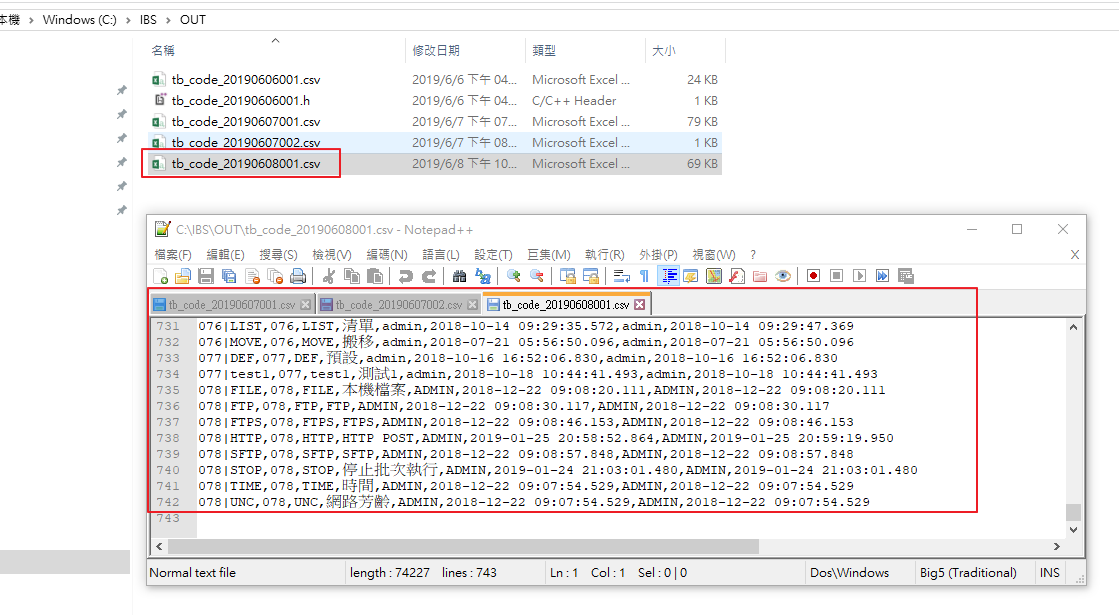 本機 › Windows (C:) › IBS › OUT
名稱 修改日期 類型 大小
tb_code_20190606001.csv 2019/6/6 下午 04... Microsoft Excel ... 24 KB
tb_code_20190606001.h 2019/6/6 下午 04... C/C++ Header 1 KB
tb_code_20190607001.csv 2019/6/7 下午 07... Microsoft Excel ... 79 KB
tb_code_20190607002.csv 2019/6/7 下午 08... Microsoft Excel ... 1 KB
tb_code_20190608001.csv 2019/6/8 下午 10... Microsoft Excel ... 69 KB
C:\IBS\OUT\tb_code_20190608001.csv - Notepad++
檔案(F) 編輯(E) 搜尋(S) 檢視(V) 編碼(N) 語言(L) 設定(T) 巨集(M) 執行(R) 外掛(P) 視窗(W) ? X
tb_code_20190607001.csv tb_code_20190607002.csv tb_code_20190608001.csv
731 076|LIST,076,LIST,清單,admin,2018-10-14 09:29:35.572,admin,2018-10-14 09:29:47.369
732 076|MOVE,076,MOVE,搬移,admin,2018-07-21 05:56:50.096,admin,2018-07-21 05:56:50.096
733 077|DEF,077,DEF,預設,admin,2018-10-16 16:52:06.830,admin,2018-10-16 16:52:06.830
734 077|test1,077,test1,測試1,admin,2018-10-18 10:44:41.493,admin,2018-10-18 10:44:41.493
735 078|FILE,078,FILE,本機檔案,ADMIN,2018-12-22 09:08:20.111,ADMIN,2018-12-22 09:08:20.111
736 078|FTP,078,FTP,FTP,ADMIN,2018-12-22 09:08:30.117,ADMIN,2018-12-22 09:08:30.117
737 078|FTPS,078,FTPS,FTPS,ADMIN,2018-12-22 09:08:46.153,ADMIN,2018-12-22 09:08:46.153
738 078|HTTP,078,HTTP,HTTP POST,ADMIN,2019-01-25 20:58:52.864,ADMIN,2019-01-25 20:59:19.950
739 078|SFTP,078,SFTP,SFTP,ADMIN,2018-12-22 09:08:57.848,ADMIN,2018-12-22 09:08:57.848
740 078|STOP,078,STOP,停止批次執行,ADMIN,2019-01-24 21:03:01.480,ADMIN,2019-01-24 21:03:01.480
741 078|TIME,078,TIME,時間,ADMIN,2018-12-22 09:07:54.529,ADMIN,2018-12-22 09:07:54.529
742 078|UNC,078,UNC,網路芳齡,ADMIN,2018-12-22 09:07:54.529,ADMIN,2018-12-22 09:07:54.529
743
Normal text file length : 74227 lines : 743 Ln : 1 Col : 1 Sel : 0 | 0 Dos\Windows Big5 (Traditional) INS